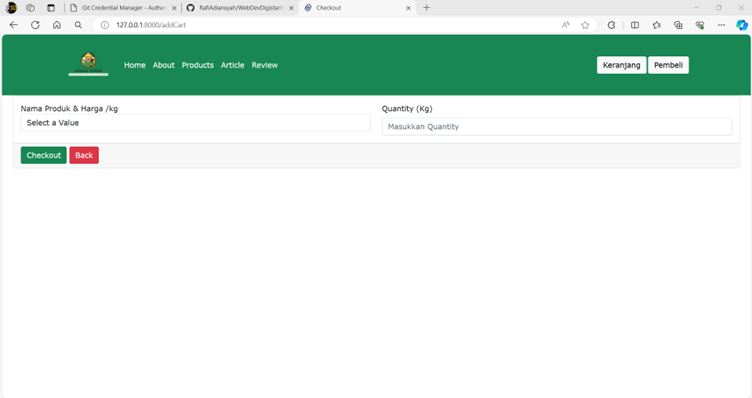 Git Credential Manager - Authen
RafiAdiansyah/WebDevDigistarM
Checkout
127.0.0.1:8000/addCart
Home About Products Article Review
Keranjang Pembeli
Nama Produk & Harga /kg
Select a Value
Quantity (Kg)
Masukkan Quantity
Checkout Back